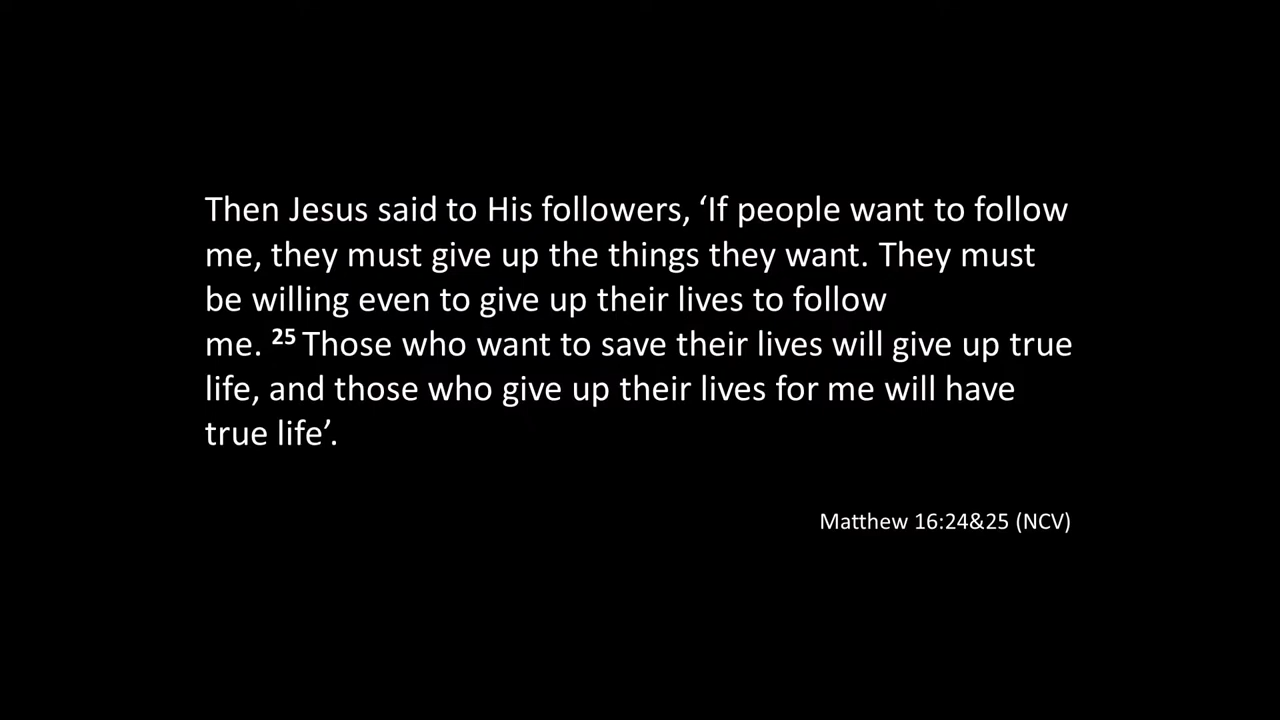 Then Jesus said to His followers, ‘If people want to follow
me, they must give up the things they want. They must
be willing even to give up their lives to follow
me. 25 Those who want to save their lives will give up true
life, and those who give up their lives for me will have
true life’.
Matthew 16:24&25 (NCV)